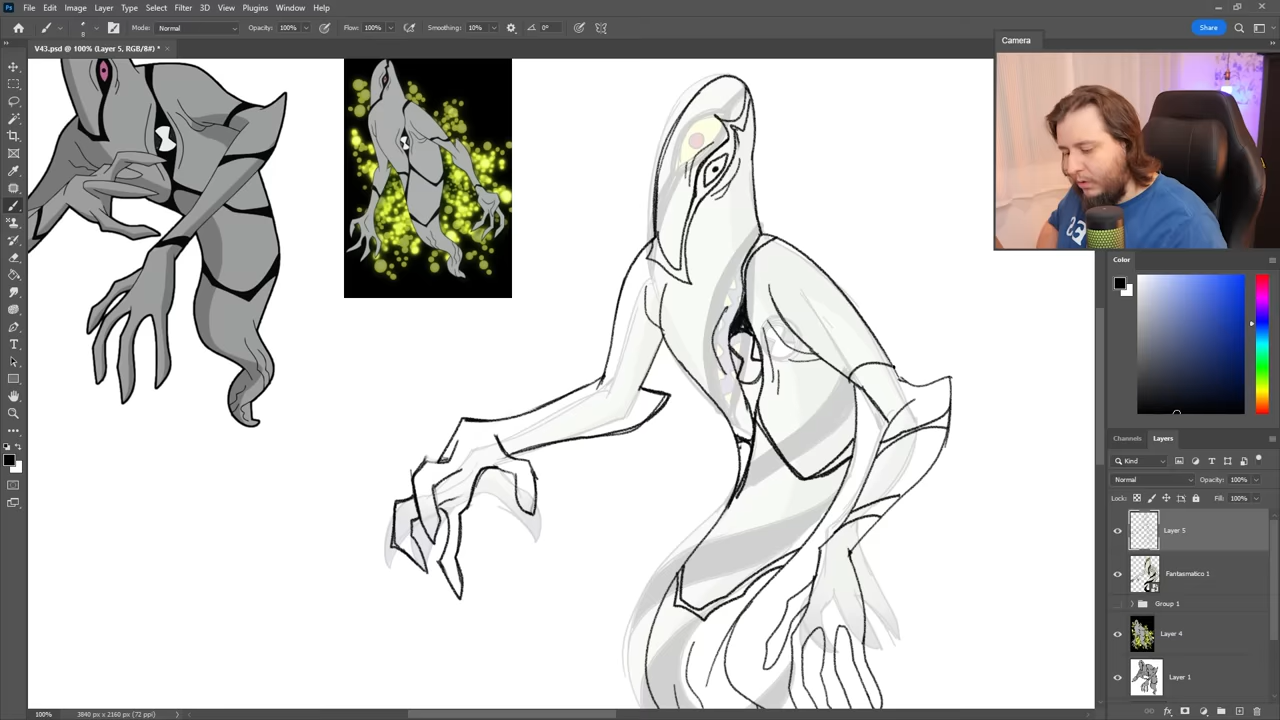 File Edit Image Layer Type Select Filter 3D View Plugins Window Help
8 Mode: Normal Opacity: 100% Flow: 100% Smoothing: 10% 0° Share
V43.psd @ 100% (Layer 5, RGB/8#) * ×
Camera
Color
Channels Layers
Kind
Normal Opacity: 100%
Lock: Fill: 100%
Layer 5
Fantasmatico 1
Group 1
Layer 4
Layer 1
100% 3840 px x 2160 px (72 ppi)